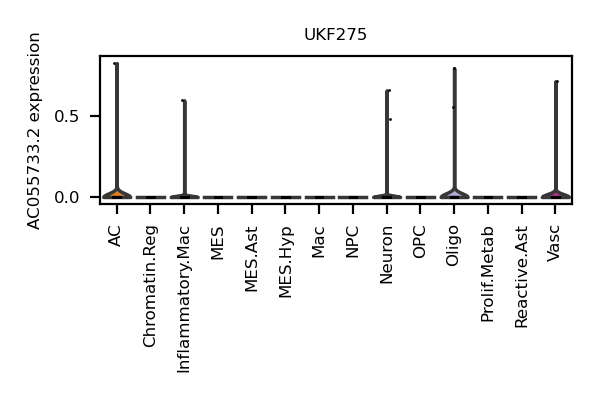 UKF275
AC055733.2 expression
0.5
0.0
AC
Chromatin.Reg
Inflammatory.Mac
MES
MES.Ast
MES.Hyp
Mac
NPC
Neuron
OPC
Oligo
Prolif.Metab
Reactive.Ast
Vasc